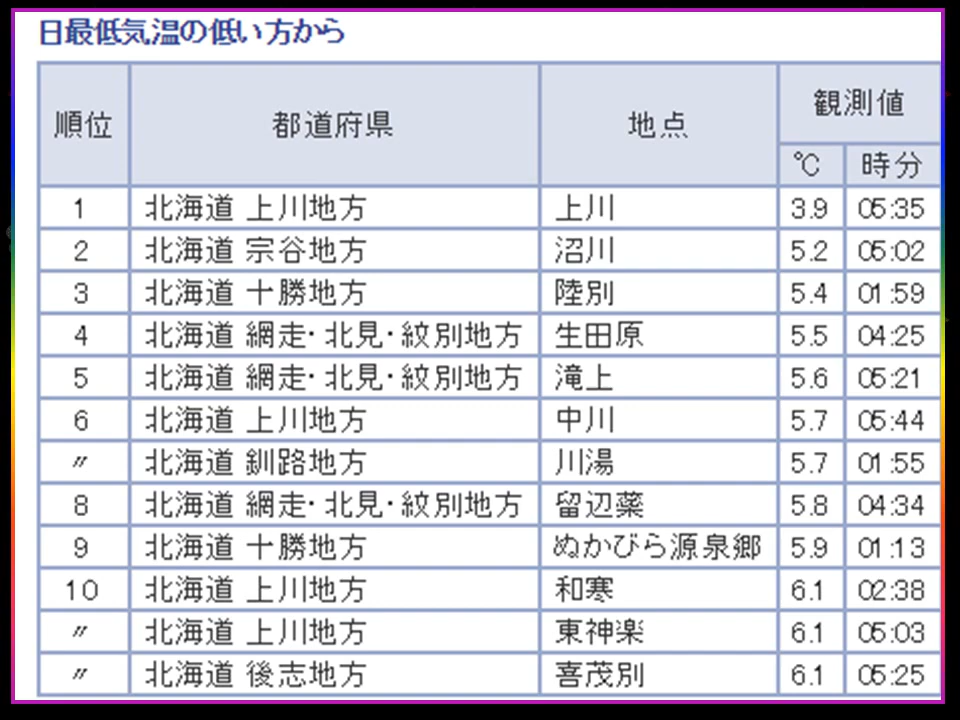 日最低気温の低い方から
順位 都道府県 地点 観測値
℃ 時分
1 北海道 上川地方 上川 3.9 05:35
2 北海道 宗谷地方 沼川 5.2 05:02
3 北海道 十勝地方 陸別 5.4 01:59
4 北海道 網走・北見・紋別地方 生田原 5.5 04:25
5 北海道 網走・北見・紋別地方 滝上 5.6 05:21
6 北海道 上川地方 中川 5.7 05:44
〃 北海道 釧路地方 川湯 5.7 01:55
8 北海道 網走・北見・紋別地方 留辺蘂 5.8 04:34
9 北海道 十勝地方 ぬかびら源泉郷 5.9 01:13
10 北海道 上川地方 和寒 6.1 02:38
〃 北海道 上川地方 東神楽 6.1 05:03
〃 北海道 後志地方 喜茂別 6.1 05:25